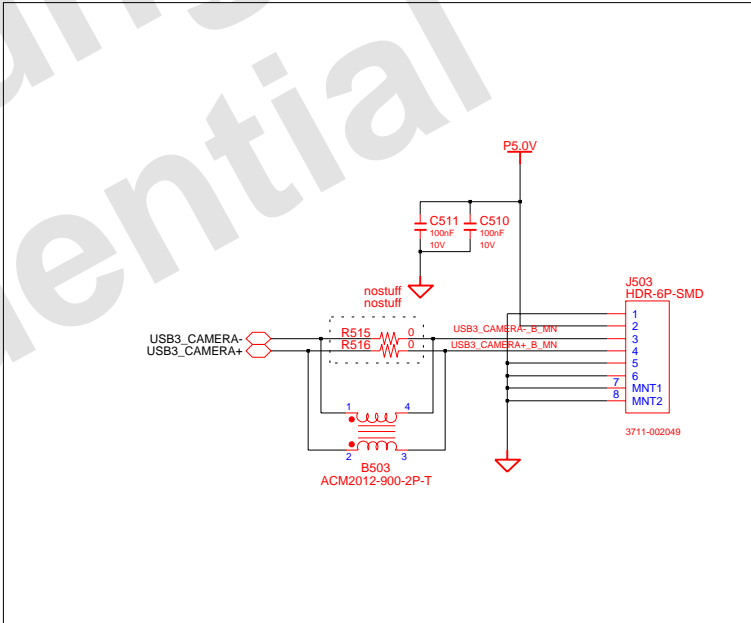 ung
ential
P5.0V
C511
100nF
10V
C510
100nF
10V
nostuff
nostuff
J503
HDR-6P-SMD
USB3_CAMERA-
R515
0
USB3_CAMERA-_B_MN
USB3_CAMERA+
R516
0
USB3_CAMERA+_B_MN
1
2
3
4
5
6
7
MNT1
8
MNT2
3711-002049
1
4
2
3
B503
ACM2012-900-2P-T